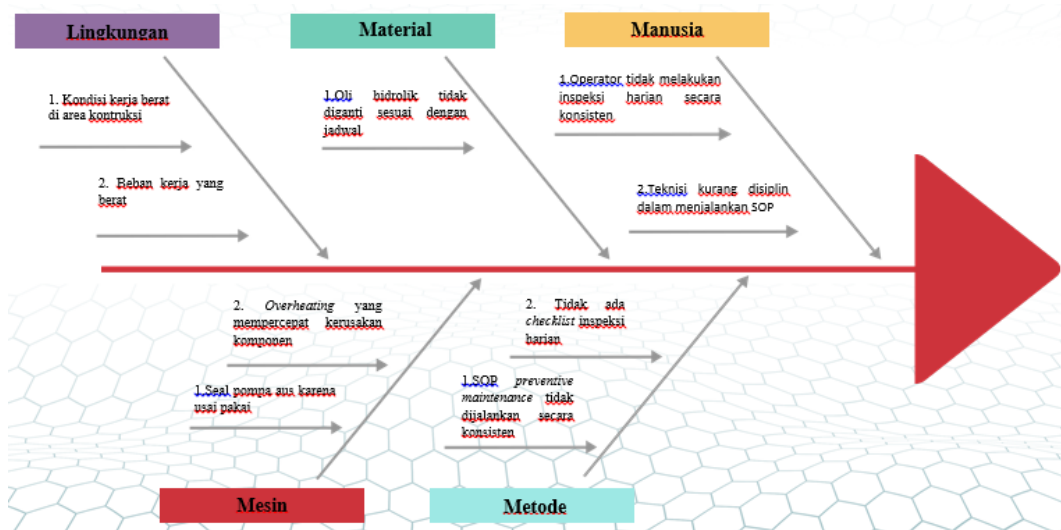 Lingkungan
Material
Manusia
1. Kondisi kerja berat
di area kontruksi
2. Beban kerja yang
berat
1.Oli hidrolik tidak
diganti sesuai dengan
jadwal
1.Operator tidak melakukan
inspeksi harian secara
konsisten
2.Teknisi kurang disiplin
dalam menjalankan SOP
2. Overheating yang
mempercepat kerusakan
komponen
1.Seal pompa aus karena
usai pakai
2. Tidak ada
checklist inspeksi
harian
1.SOP preventive
maintenance tidak
dijalankan secara
konsisten
Mesin
Metode